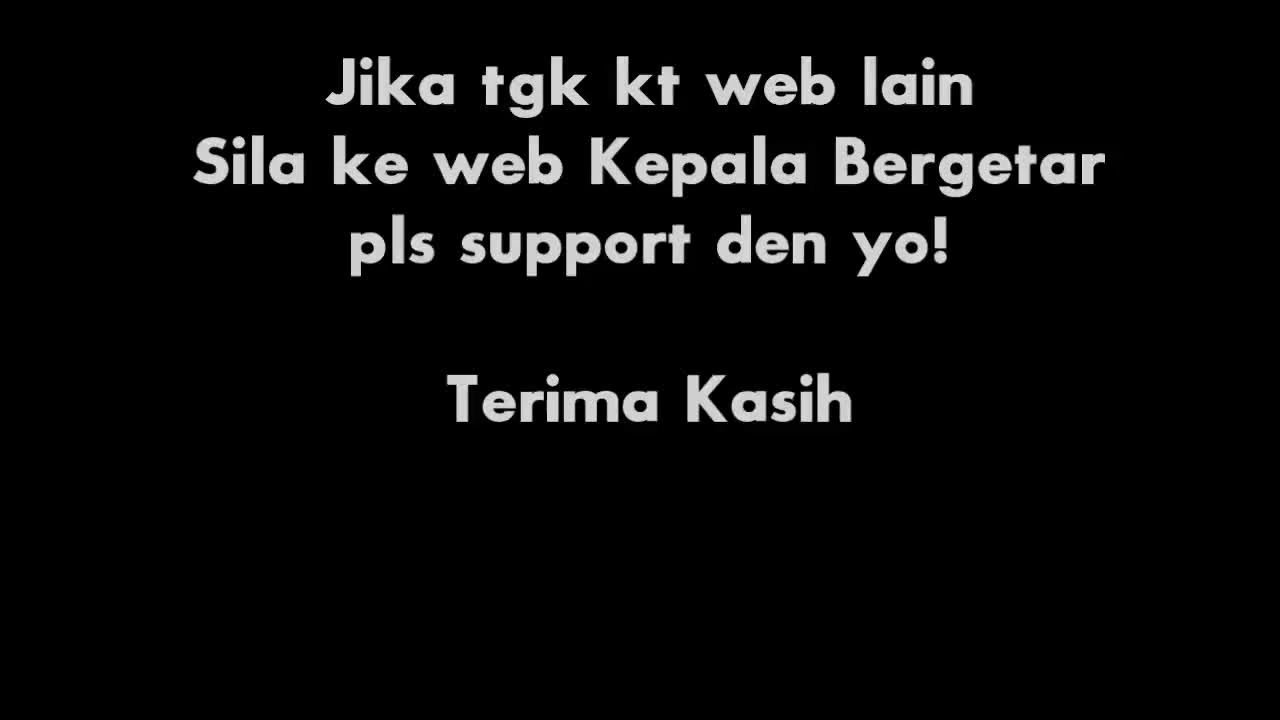 Jika tgk kt web lain
Sila ke web Kepala Bergetar
pls support den yo!
Terima Kasih